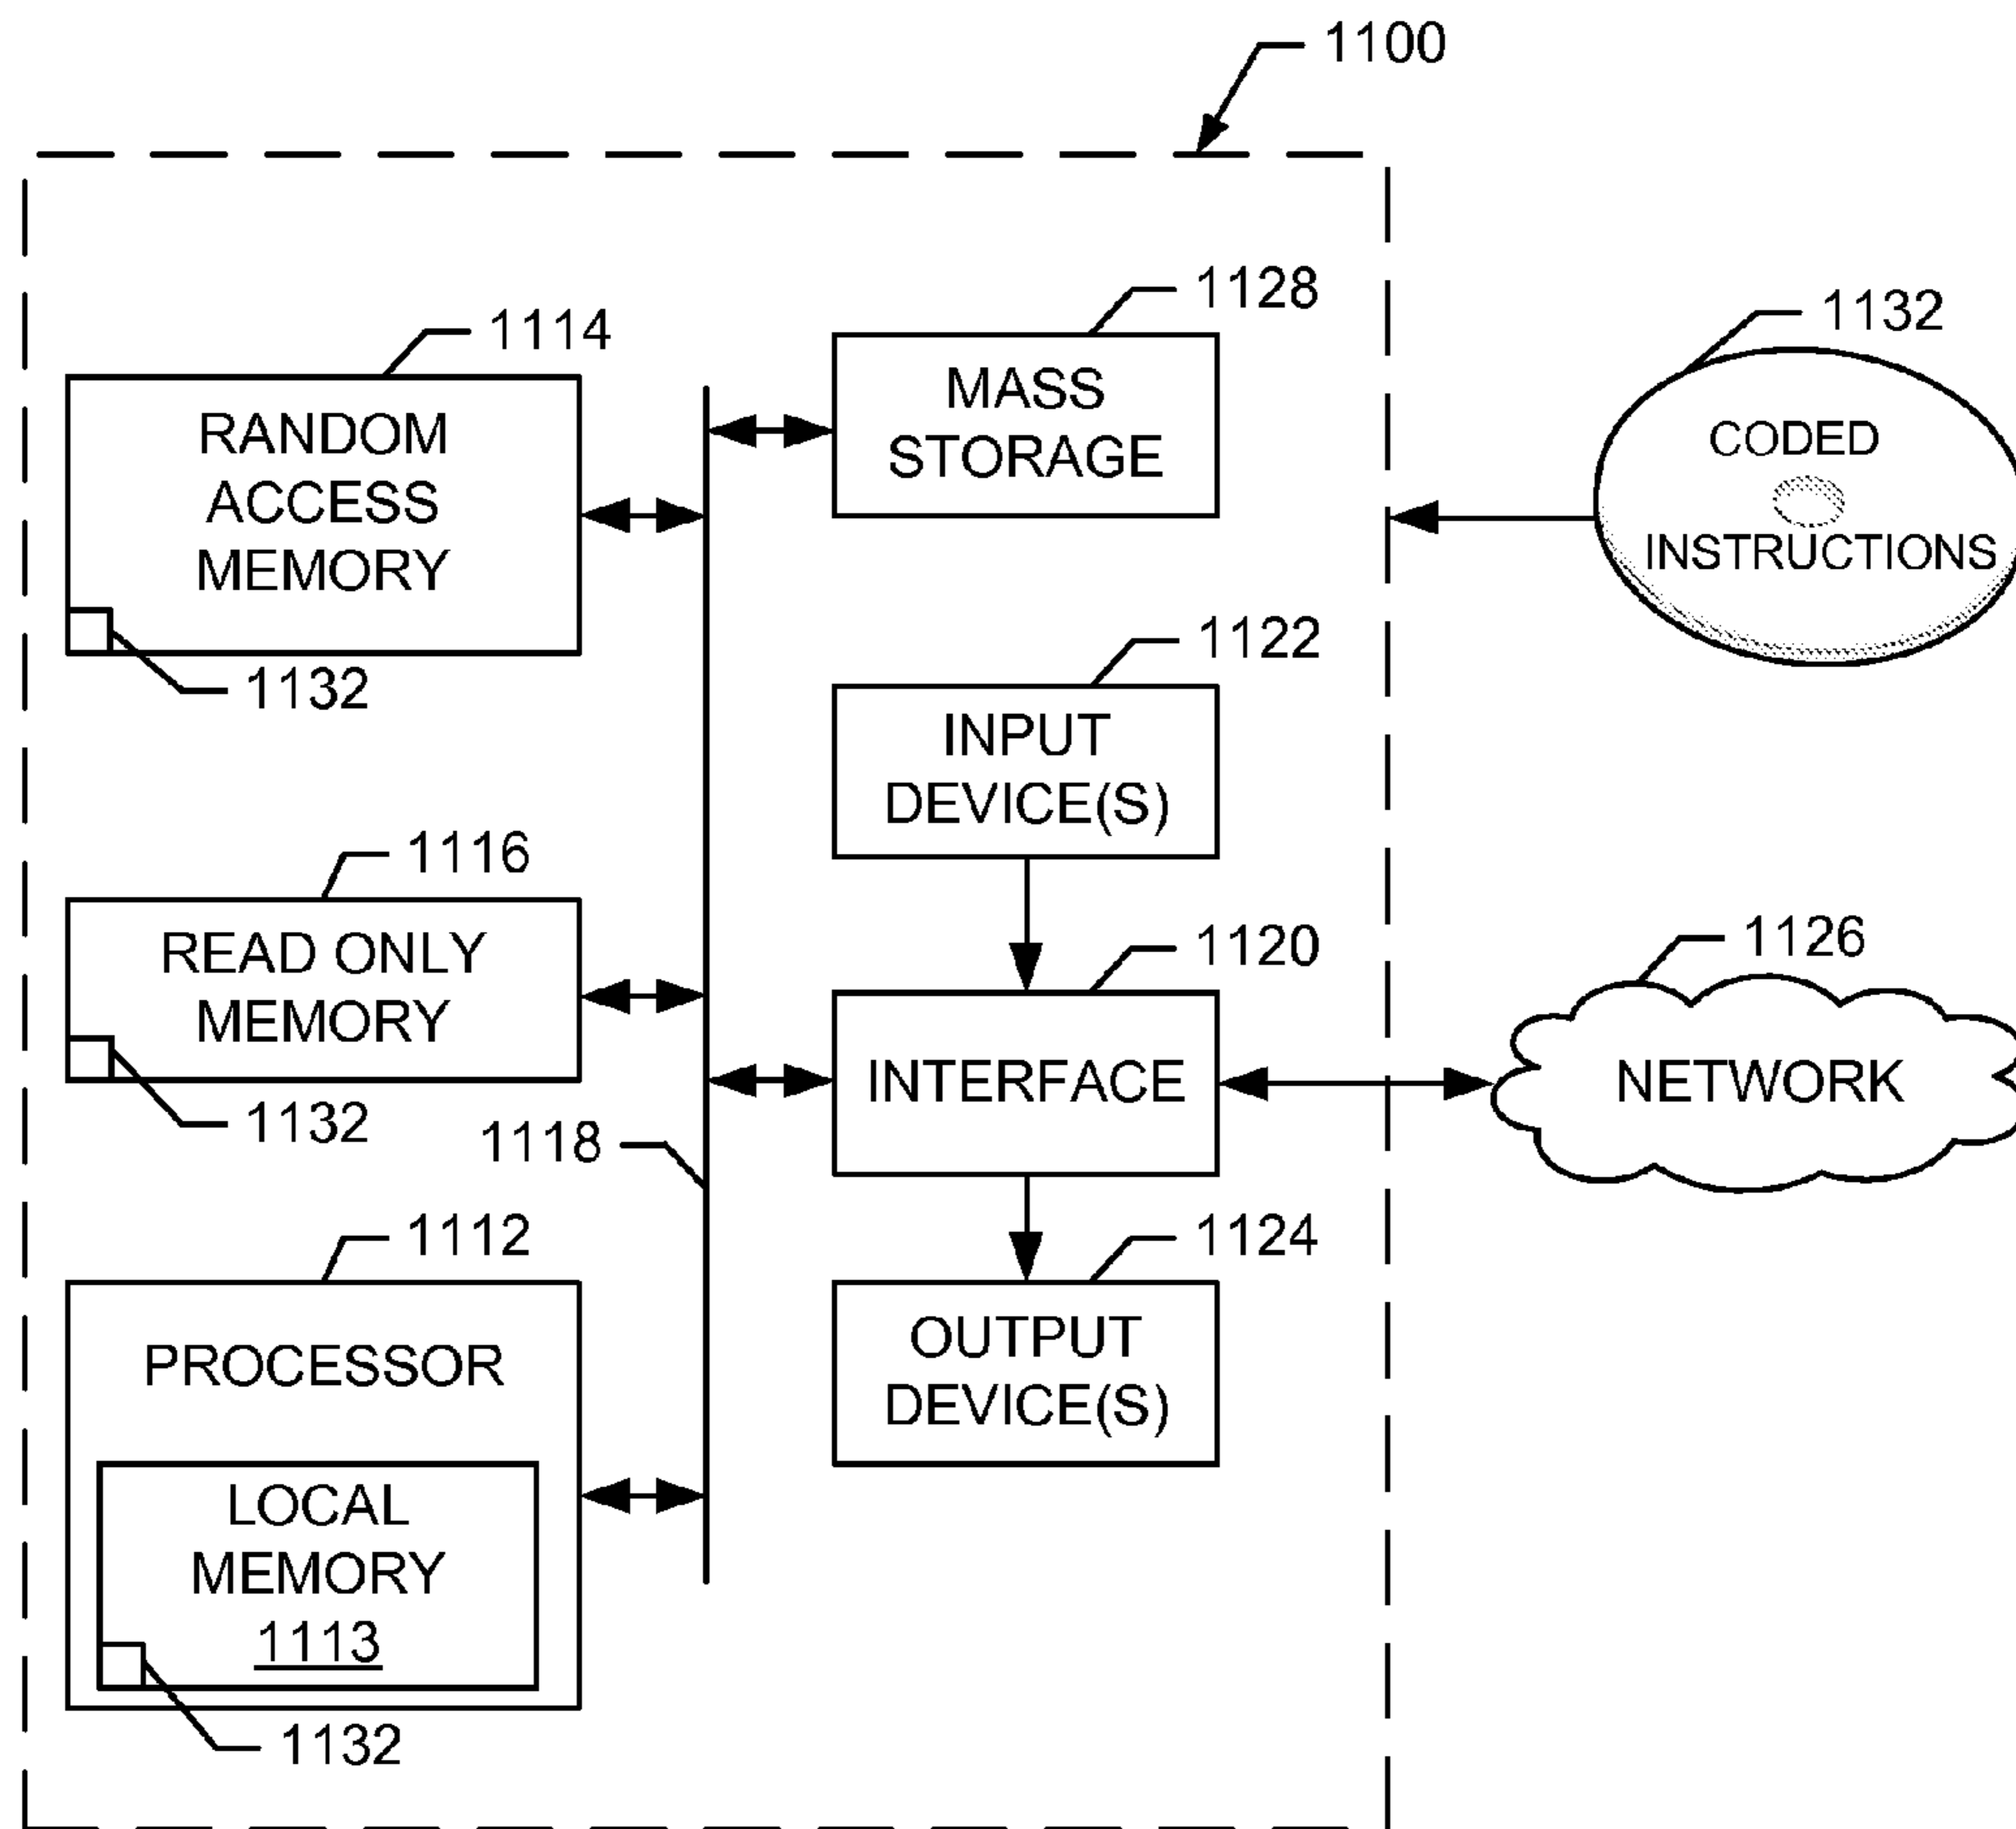 1100
1128
1114
1132
MASS
STORAGE
RANDOM
ACCESS
MEMORY
CODED
INSTRUCTIONS
1122
1132
INPUT
DEVICE(S)
1116
1120
1126
READ ONLY
MEMORY
INTERFACE
NETWORK
1132
1118
1112
1124
PROCESSOR
OUTPUT
DEVICE(S)
LOCAL
MEMORY
1113
1132